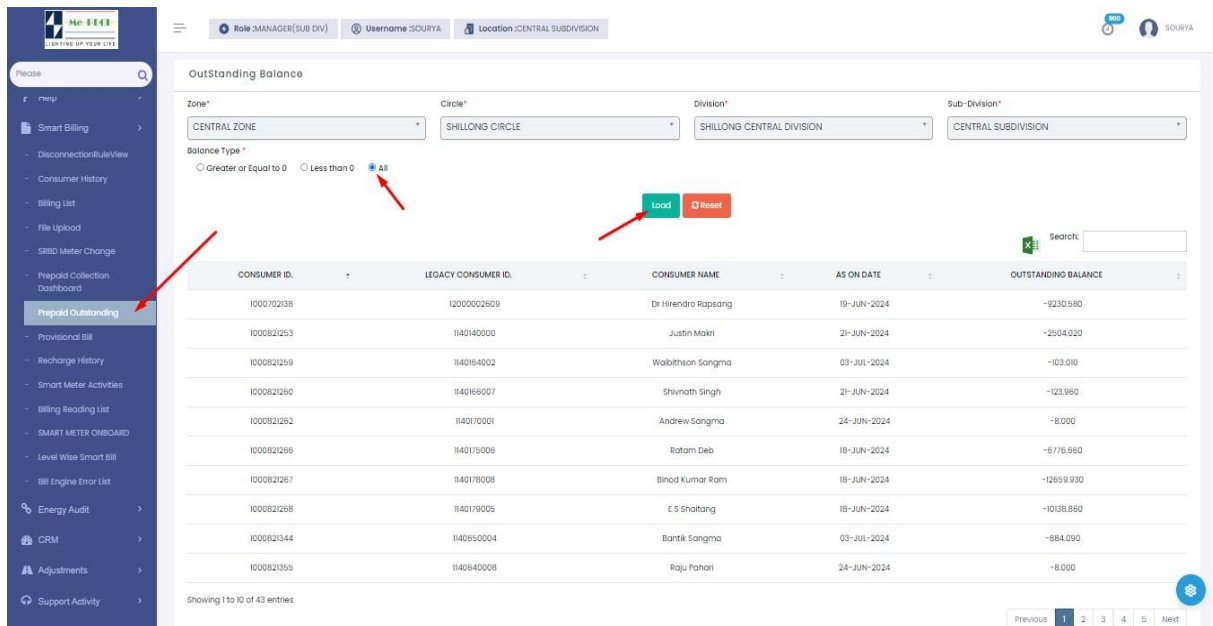 Me-PDCL
LIGHTING UP YOUR LIFE
Role :MANAGER(SUB DIV) Username :SOURYA Location :CENTRAL SUBDIVISION
900
SOURYA
Please
Help
Smart Billing
DisconnectionRuleView
Consumer History
Billing List
File Upload
SRBD Meter Change
Prepaid Collection
Dashboard
Prepaid Outstanding
Provisional Bill
Recharge History
Smart Meter Activities
Billing Reading List
SMART METER ONBOARD
Level Wise Smart Bill
Bill Engine Error List
Energy Audit
CRM
Adjustments
Support Activity
OutStanding Balance
Zone* Circle* Division* Sub-Division*
CENTRAL ZONE SHILLONG CIRCLE SHILLONG CENTRAL DIVISION CENTRAL SUBDIVISION
Balance Type *
Greater or Equal to 0 Less than 0 All
Load Reset
Search:
CONSUMER ID. LEGACY CONSUMER ID. CONSUMER NAME AS ON DATE OUTSTANDING BALANCE
1000702138 12000002609 Dr Hirendro Rapsang 19-JUN-2024 -9230.580
1000821253 1140140000 Justin Makri 21-JUN-2024 -2504.020
1000821259 1140164002 Waibithson Sangma 03-JUL-2024 -103.010
1000821260 1140166007 Shivnath Singh 21-JUN-2024 -123.960
1000821262 1140170001 Andrew Sangma 24-JUN-2024 -8.000
1000821266 1140175006 Ratam Deb 18-JUN-2024 -6776.660
1000821267 1140178008 Binod Kumar Ram 18-JUN-2024 -12659.930
1000821268 1140179005 E S Snaitang 18-JUN-2024 -10138.860
1000821344 1140650004 Bantik Sangma 03-JUL-2024 -884.090
1000821355 1140640008 Raju Pahari 24-JUN-2024 -8.000
Showing 1 to 10 of 43 entries
Previous 1 2 3 4 5 Next